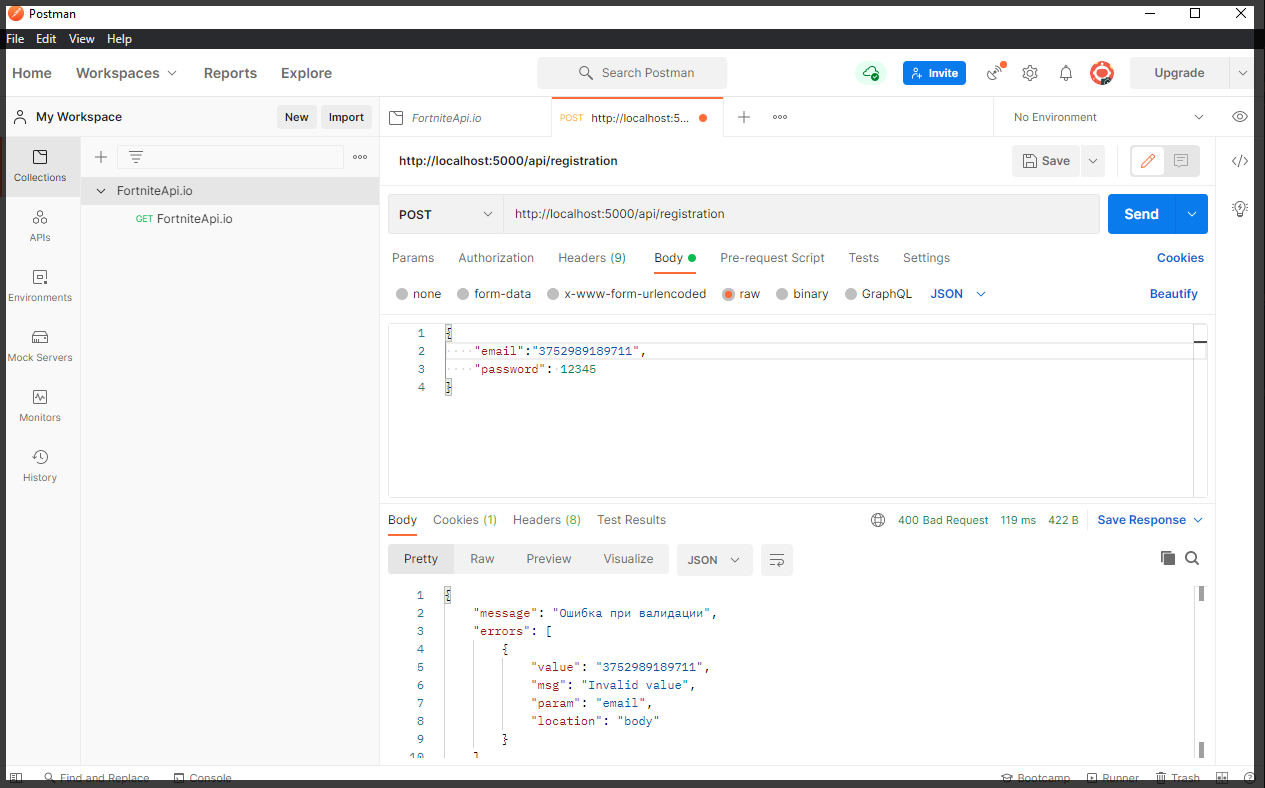 Postman
File Edit View Help
Home Workspaces Reports Explore Search Postman Invite Upgrade
My Workspace New Import
FortniteApi.io POST http://localhost:5... No Environment
Collections
APIs
Environments
Mock Servers
Monitors
History
FortniteApi.io
GET FortniteApi.io
http://localhost:5000/api/registration Save
POST http://localhost:5000/api/registration Send
Params Authorization Headers (9) Body Pre-request Script Tests Settings Cookies
none form-data x-www-form-urlencoded raw binary GraphQL JSON Beautify
1 {
2 "email":"3752989189711",
3 "password": 12345
4 }
Body Cookies (1) Headers (8) Test Results 400 Bad Request 119 ms 422 B Save Response
Pretty Raw Preview Visualize JSON
1 {
2 "message": "Ошибка при валидации",
3 "errors": [
4 {
5 "value": "3752989189711",
6 "msg": "Invalid value",
7 "param": "email",
8 "location": "body"
9 }
10 ]
Find and Replace Console Bootcamp Runner Trash